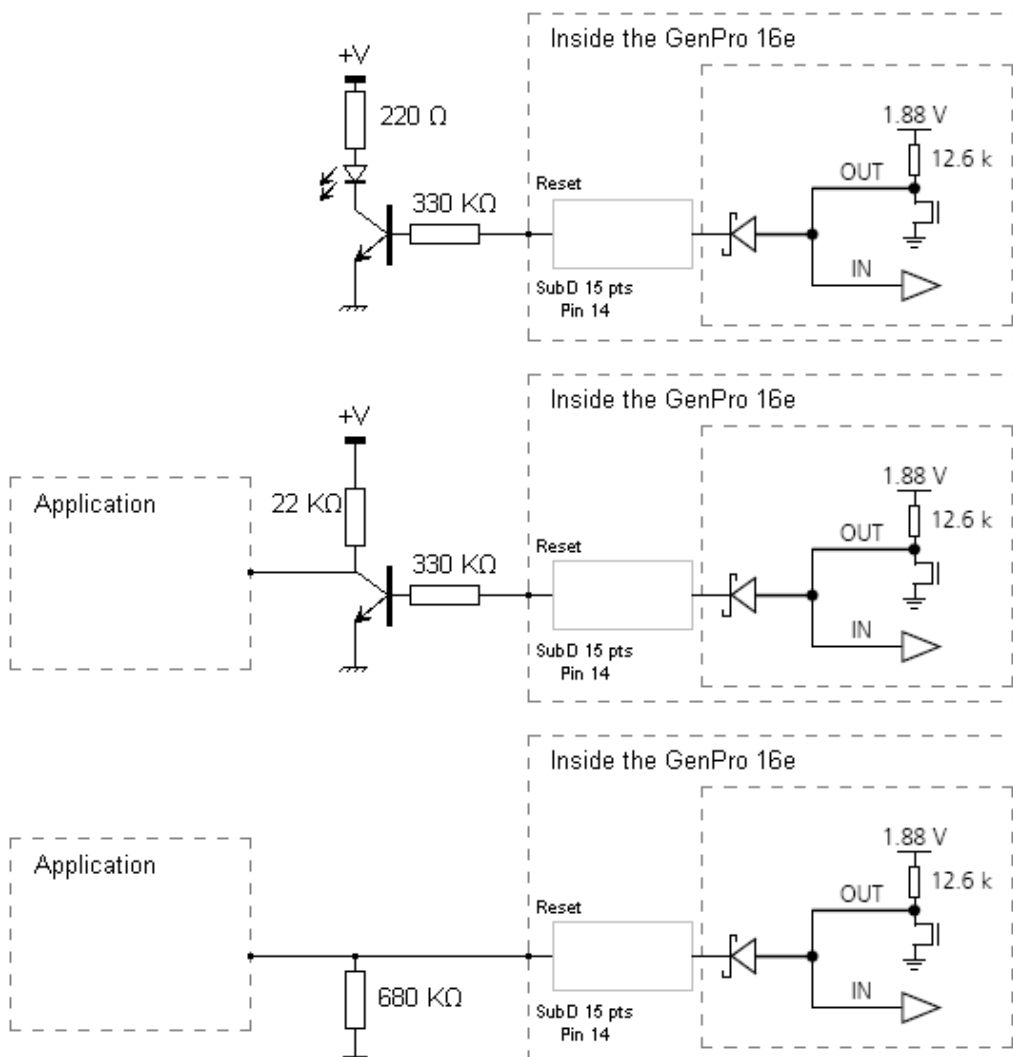 Inside the GenPro 16e
+V
220 Ω
1.88 V
12.6 k
OUT
Reset
330 KΩ
IN
SubD 15 pts
Pin 14
Inside the GenPro 16e
+V
Application
22 KΩ
1.88 V
12.6 k
OUT
Reset
330 KΩ
IN
SubD 15 pts
Pin 14
Inside the GenPro 16e
Application
1.88 V
12.6 k
OUT
Reset
680 KΩ
IN
SubD 15 pts
Pin 14